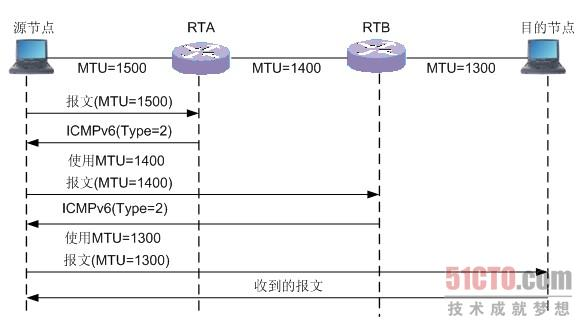 源节点
RTA
RTB
目的节点
MTU=1500
MTU=1400
MTU=1300
报文(MTU=1500)
ICMPv6(Type=2)
使用MTU=1400
报文(MTU=1400)
ICMPv6(Type=2)
使用MTU=1300
报文(MTU=1300)
收到的报文
51CTO.com
技术成就梦想